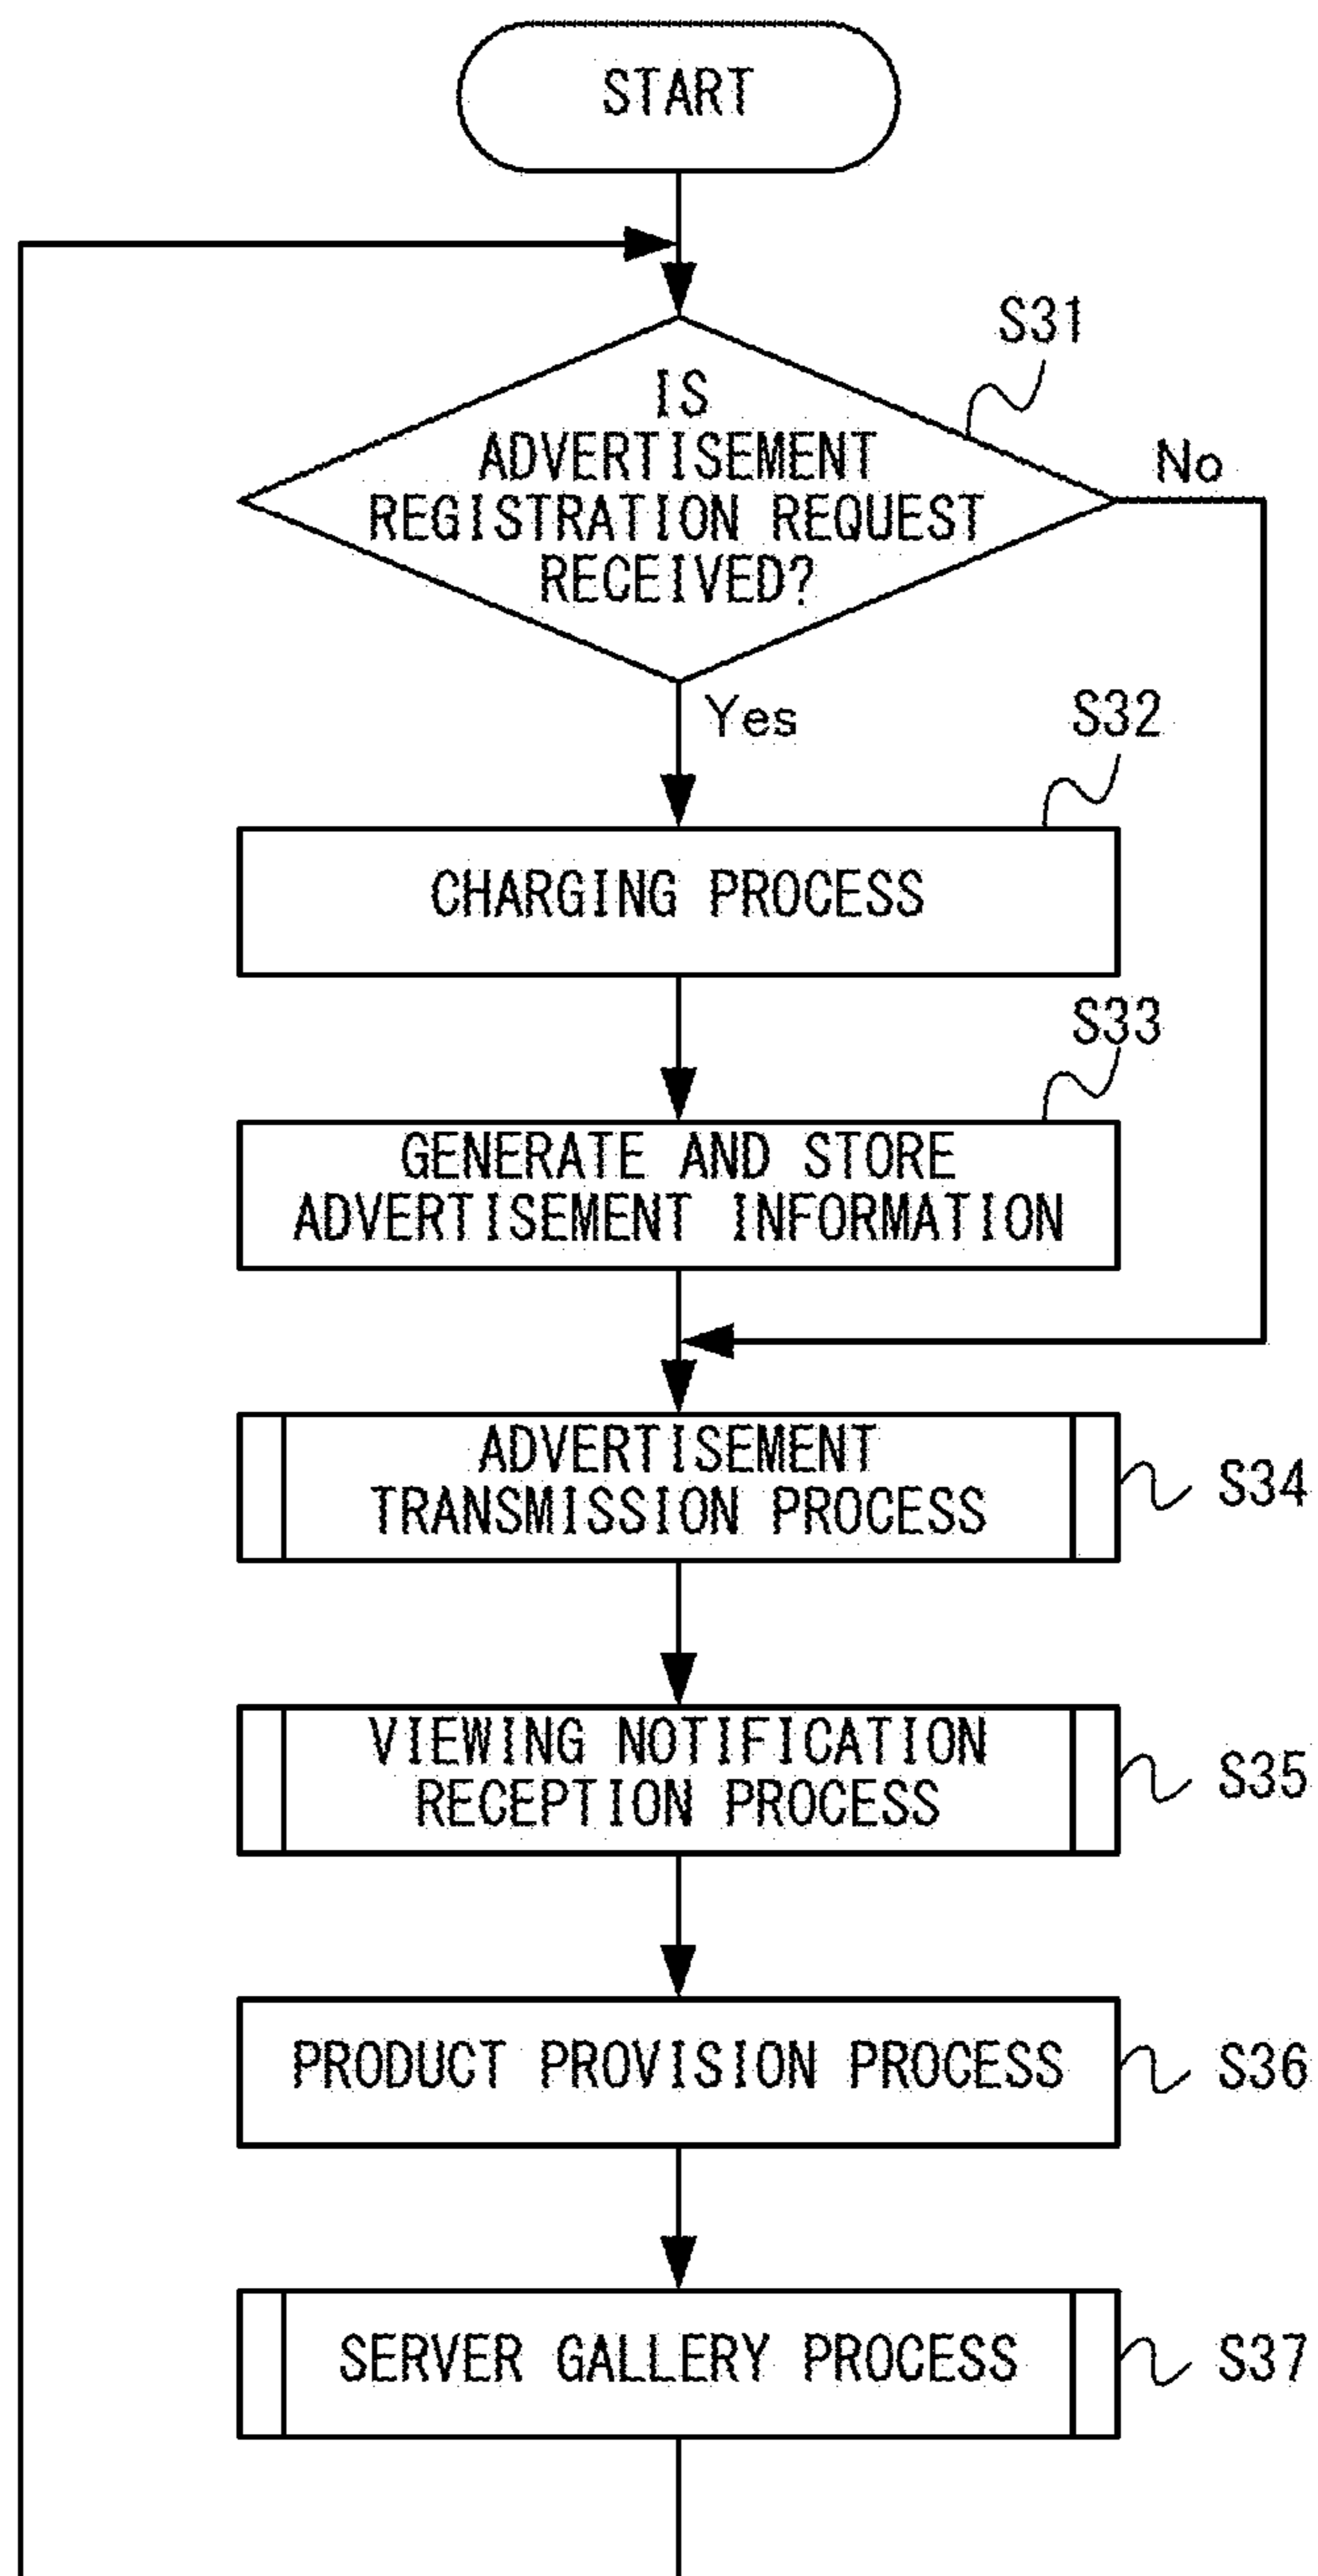 START
S31
IS
ADVERTISEMENT
REGISTRATION REQUEST
RECEIVED?
No
Yes
S32
CHARGING PROCESS
S33
GENERATE AND STORE
ADVERTISEMENT INFORMATION
ADVERTISEMENT
TRANSMISSION PROCESS
S34
VIEWING NOTIFICATION
RECEPTION PROCESS
S35
PRODUCT PROVISION PROCESS
S36
SERVER GALLERY PROCESS
S37